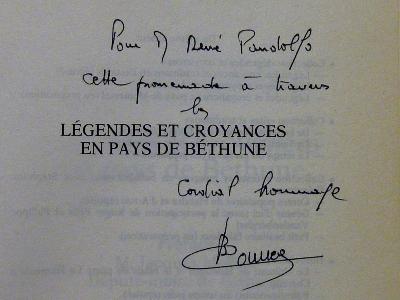 Pour M René Pandolfo
cette promenade à travers
les
LÉGENDES ET CROYANCES
EN PAYS DE BÉTHUNE
Cordial hommage